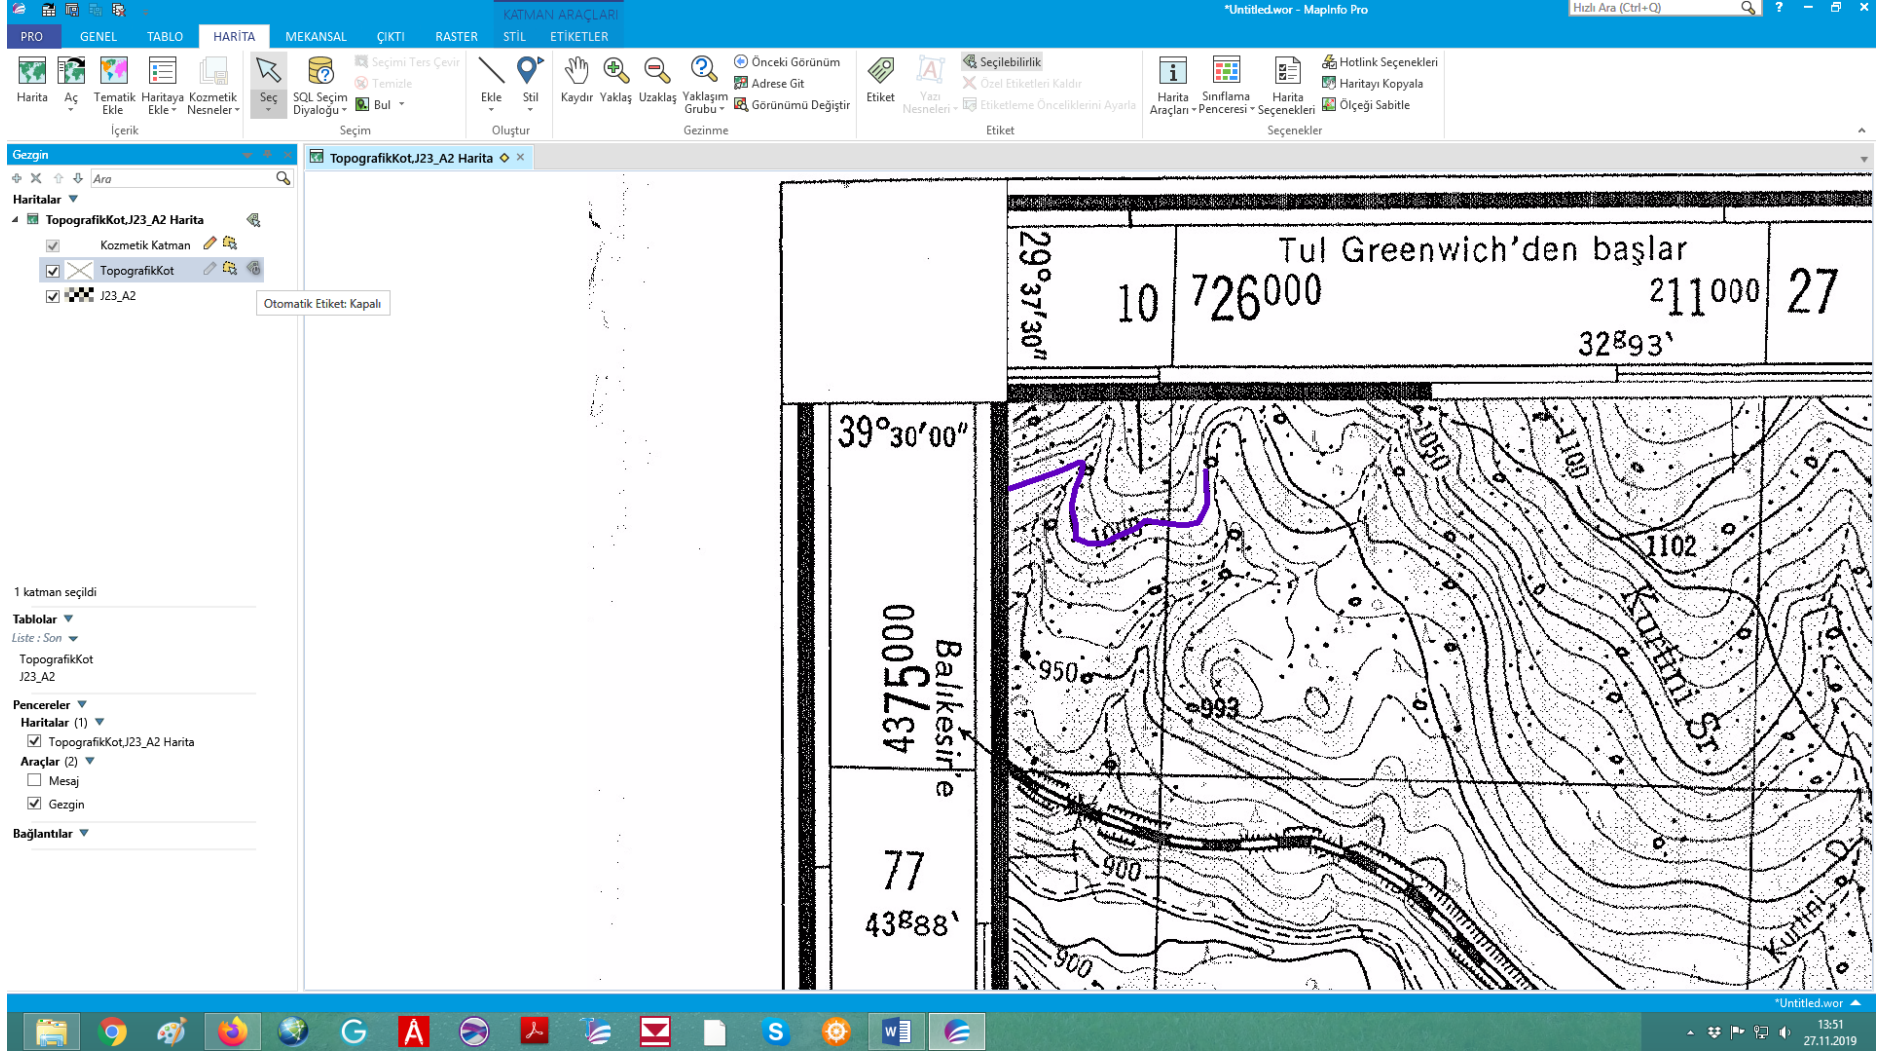 *Untitled.wor - MapInfo Pro
Hızlı Ara (Ctrl+Q)
?
KATMAN ARAÇLARI
PRO GENEL TABLO HARİTA MEKANSAL ÇIKTI RASTER STİL ETİKETLER
Harita
Aç
Tematik Ekle
Haritaya Ekle
Kozmetik Nesneler
İçerik
Seç
SQL Seçim Diyaloğu
Seçimi Ters Çevir
Temizle
Bul
Seçim
Ekle
Stil
Oluştur
Kaydır
Yaklaş
Uzaklaş
Yaklaşım Grubu
Önceki Görünüm
Adrese Git
Görünümü Değiştir
Gezinme
Etiket
Yazı Nesneleri
Seçilebilirlik
Özel Etiketleri Kaldır
Etiketleme Önceliklerini Ayarla
Etiket
Harita Araçları
Sınıflama Penceresi
Harita Seçenekleri
Hotlink Seçenekleri
Haritayı Kopyala
Ölçeği Sabitle
Seçenekler
Gezgin
Ara
Haritalar
TopografikKot,J23_A2 Harita
Kozmetik Katman
TopografikKot
J23_A2
Otomatik Etiket: Kapalı
1 katman seçildi
Tablolar
Liste : Son
TopografikKot
J23_A2
Pencereler
Haritalar (1)
TopografikKot,J23_A2 Harita
Araçlar (2)
Mesaj
Gezgin
Bağlantılar
TopografikKot,J23_A2 Harita
29°37'30"
Tul Greenwich'den başlar
10
726000
211000
27
32g93'
39°30'00"
1050
1100
1000
1102
Kurtini Sr
4375000
Balıkesir'e
950
993
77
43g88'
900
900
Kurtini D
*Untitled.wor
13:51
27.11.2019